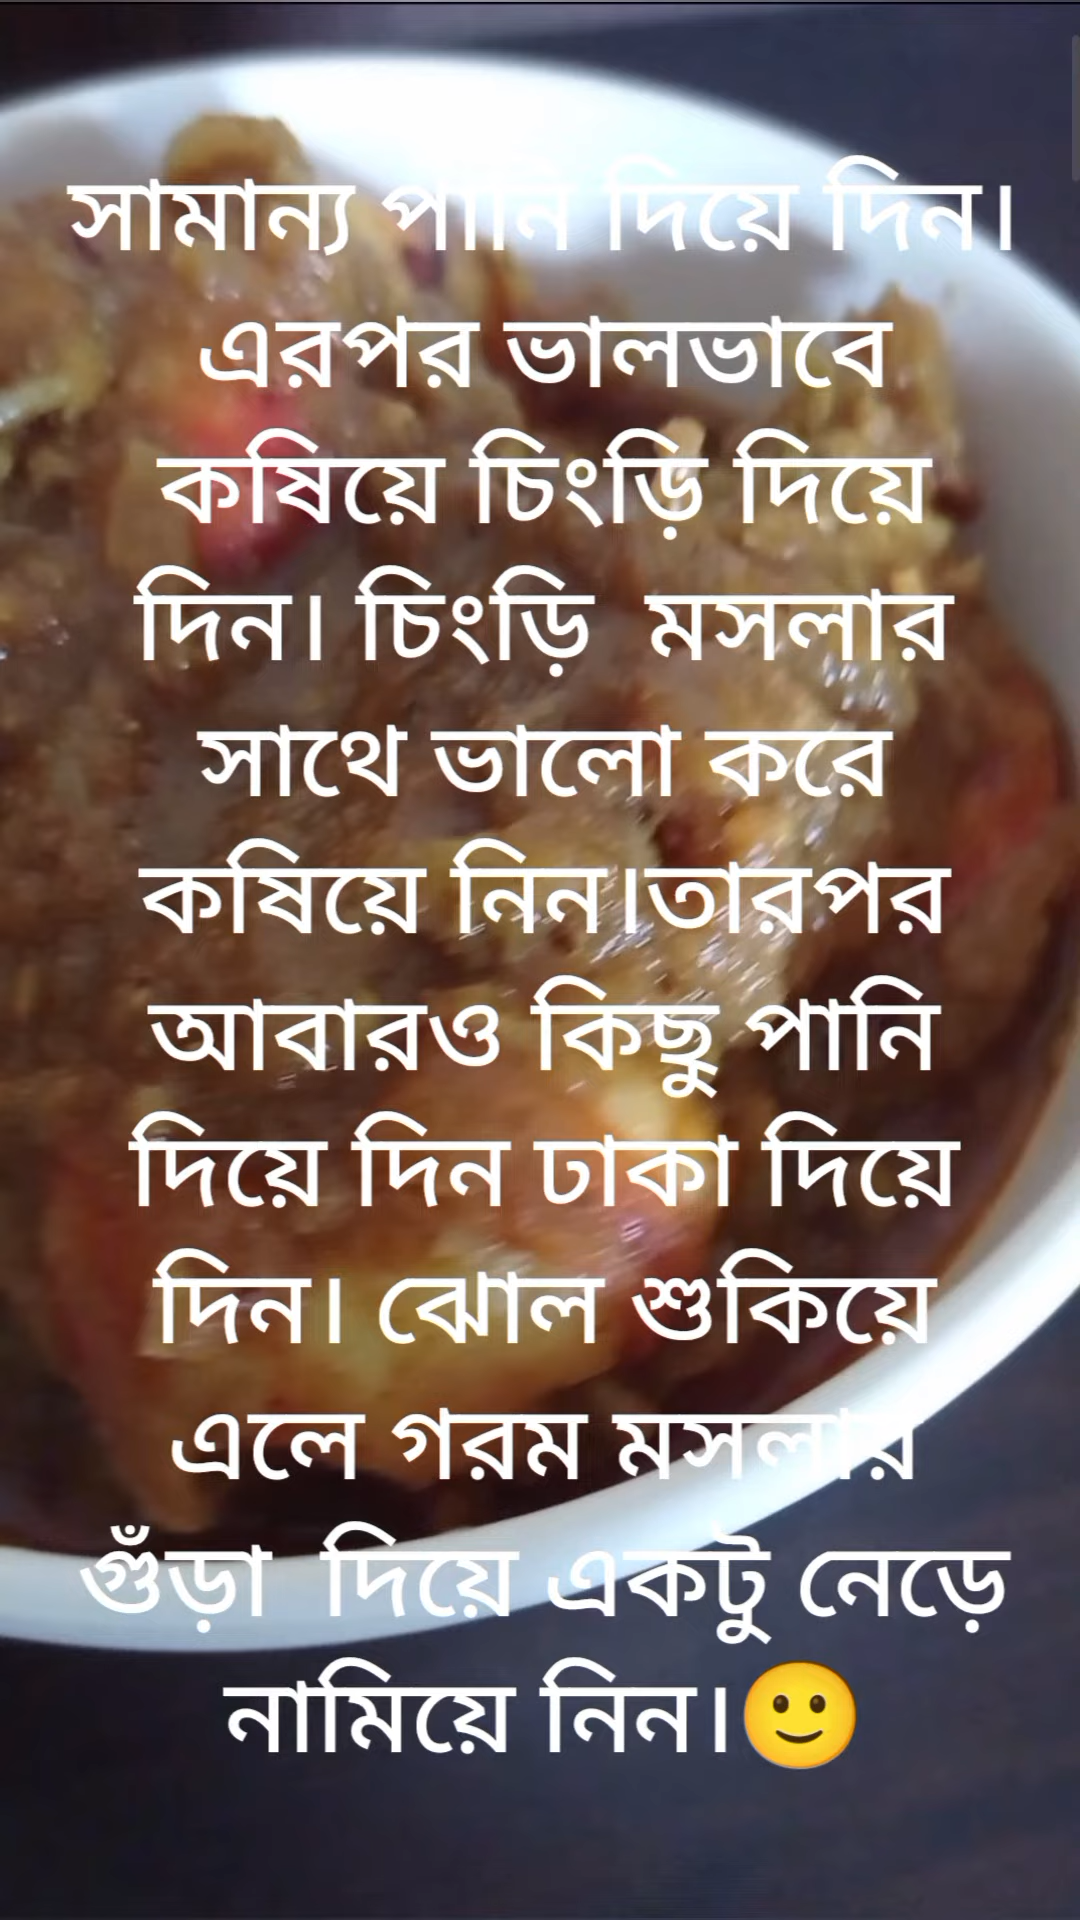 সামান্য পানি দিয়ে দিন।
এরপর ভালভাবে
কষিয়ে চিংড়ি দিয়ে
দিন। চিংড়ি  মসলার
সাথে ভালো করে
কষিয়ে নিন।তারপর
আবারও কিছু পানি
দিয়ে দিন ঢাকা দিয়ে
দিন। ঝোল শুকিয়ে
এলে গরম মসলার
গুঁড়া  দিয়ে একটু নেড়ে
নামিয়ে নিন।🙂